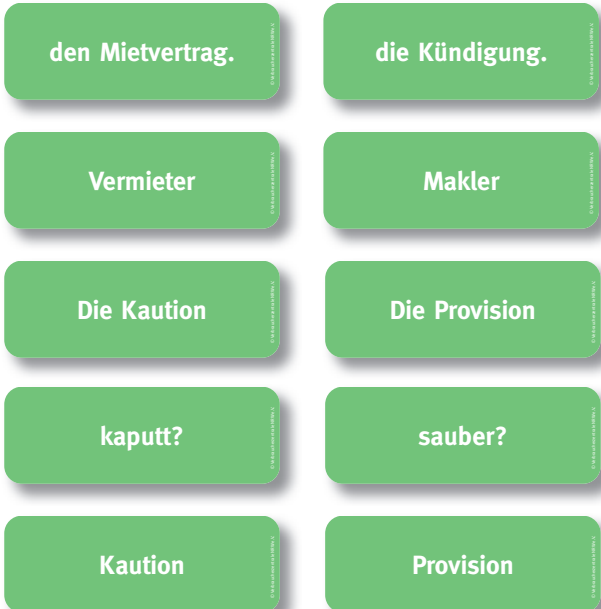 den Mietvertrag.
die Kündigung.
Vermieter
Makler
Die Kaution
Die Provision
kaputt?
sauber?
Kaution
Provision